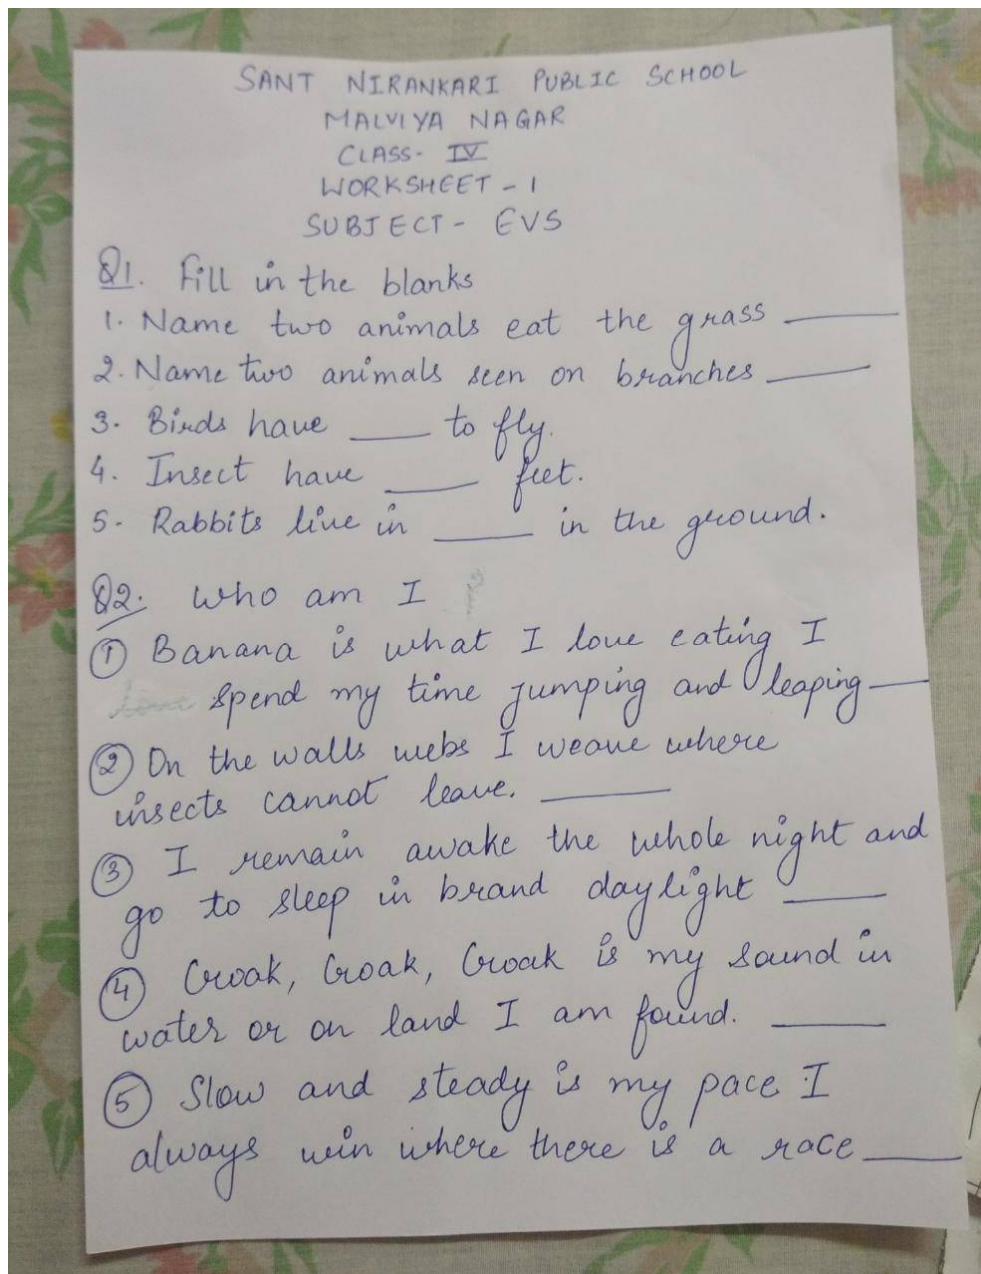 SANT NIRANKARI PUBLIC SCHOOL
MALVIYA NAGAR
CLASS- IV
WORKSHEET - 1
SUBJECT - EVS
Q1. Fill in the blanks
1. Name two animals eat the grass ____
2. Name two animals seen on branches ____
3. Birds have ____ to fly.
4. Insect have ____ feet.
5. Rabbits live in ____ in the ground.
Q2. Who am I
① Banana is what I love eating I
spend my time jumping and leaping ____
② On the walls webs I weave where
insects cannot leave. ____
③ I remain awake the whole night and
go to sleep in brand daylight ____
④ Croak, Croak, Croak is my sound in
water or on land I am found. ____
⑤ Slow and steady is my pace I
always win where there is a race ____